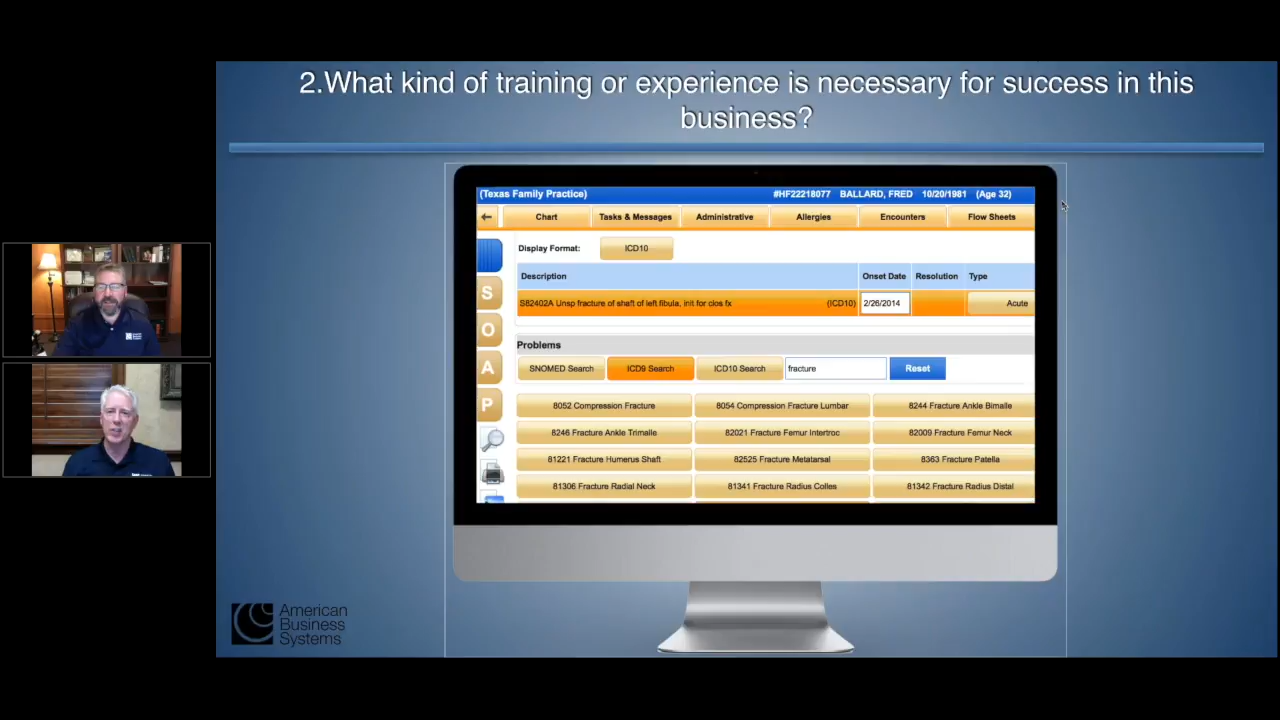 2.What kind of training or experience is necessary for success in this
business?
(Texas Family Practice) #HF22218077 BALLARD, FRED 10/20/1981 (Age 32)
Chart Tasks & Messages Administrative Allergies Encounters Flow Sheets
Display Format: ICD10
Description Onset Date Resolution Type
S82402A Unsp fracture of shaft of left fibula, init for clos fx (ICD10) 2/26/2014 Acute
S
O
A
P
Problems
SNOMED Search ICD9 Search ICD10 Search fracture Reset
8052 Compression Fracture 8054 Compression Fracture Lumbar 8244 Fracture Ankle Bimalle
8246 Fracture Ankle Trimalle 82021 Fracture Femur Intertroc 82009 Fracture Femur Neck
81221 Fracture Humerus Shaft 82525 Fracture Metatarsal 8363 Fracture Patella
81306 Fracture Radial Neck 81341 Fracture Radius Colles 81342 Fracture Radius Distal
American
Business
Systems